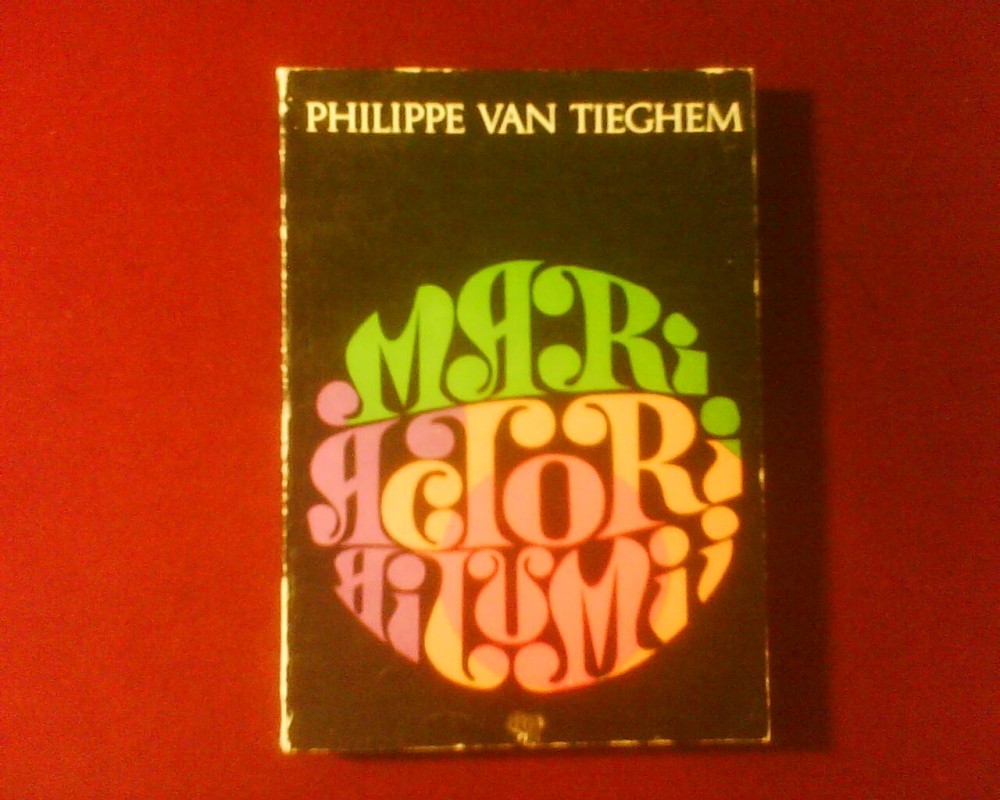 PHILIPPE VAN TIEGHEM
MARi
ACTORi
Ai LUMii